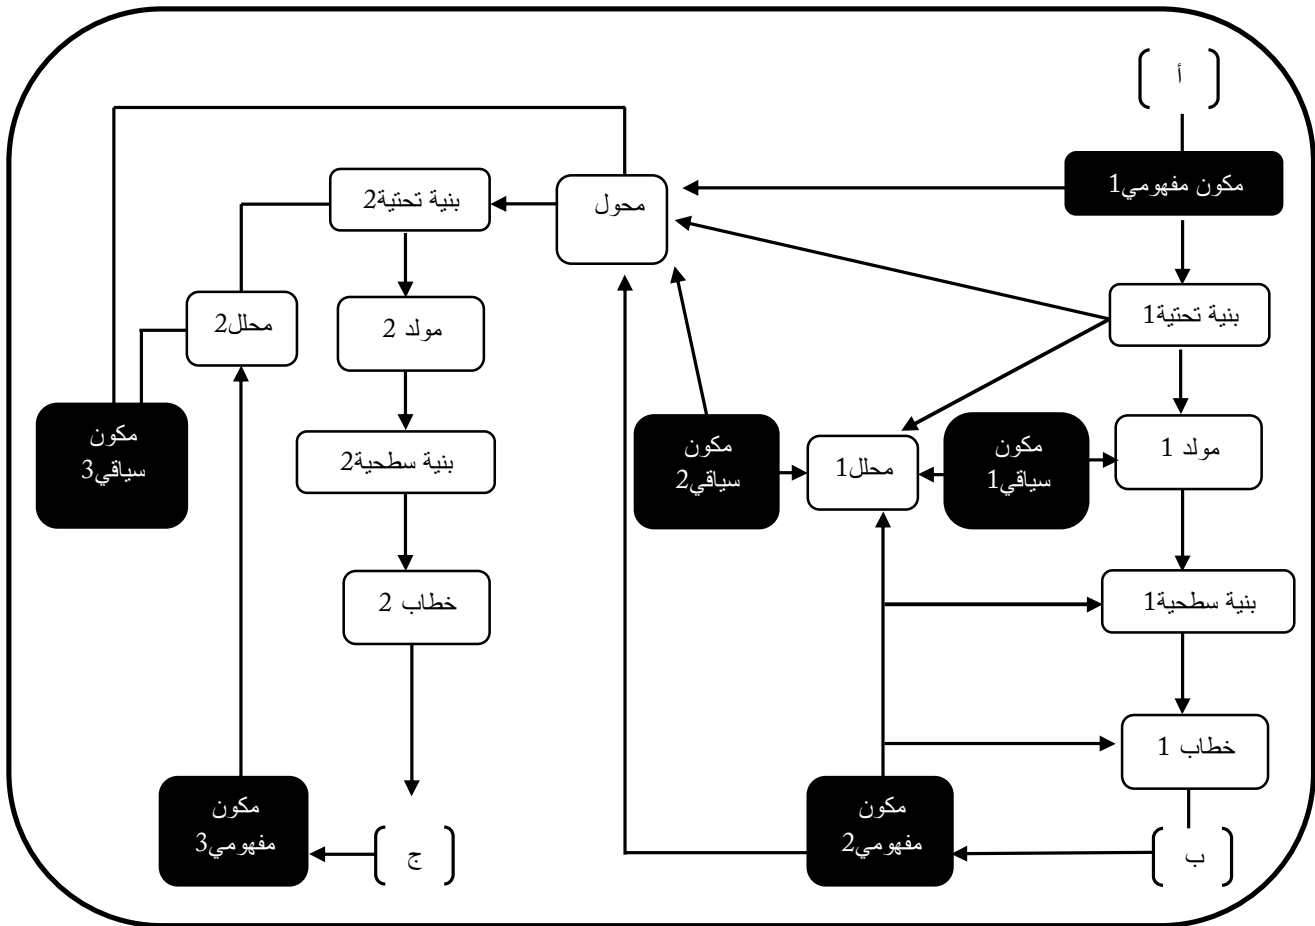 أ
مكون مفهومي1
بنية تحتية2
محول
بنية تحتية1
محلل2
مولد 2
مكون
سياقي3
بنية سطحية2
مكون
سياقي2
محلل1
مكون
سياقي1
مولد 1
خطاب 2
بنية سطحية1
خطاب 1
مكون
مفهومي3
ج
مكون
مفهومي2
ب